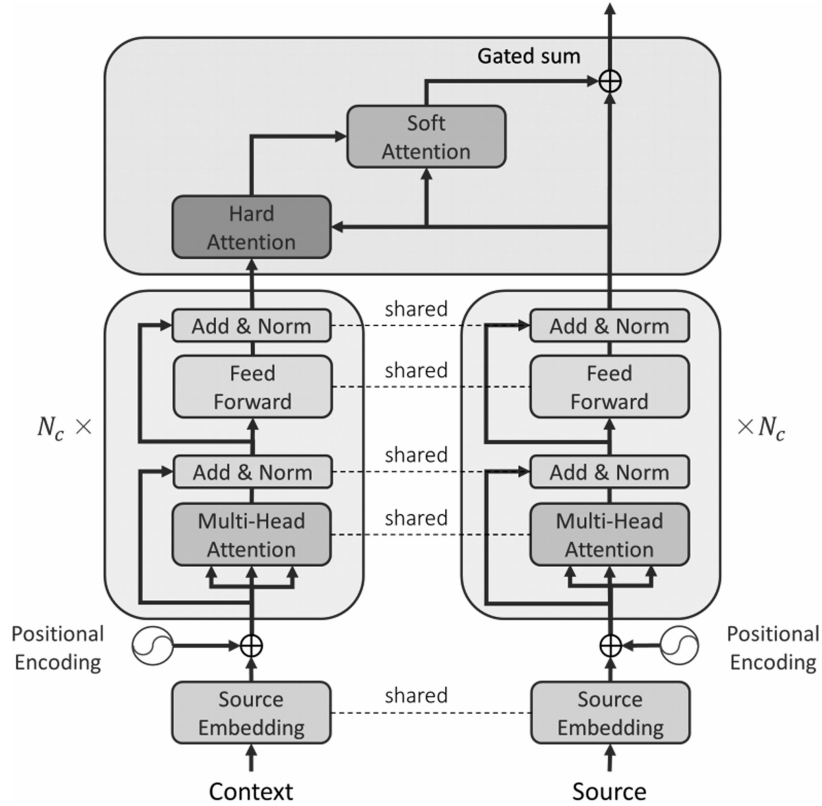 Gated sum
Soft
Attention
Hard
Attention
Add & Norm
shared
Add & Norm
Feed
Forward
shared
Feed
Forward
N_c ×
× N_c
Add & Norm
shared
Add & Norm
Multi-Head
Attention
shared
Multi-Head
Attention
Positional
Encoding
Positional
Encoding
Source
Embedding
shared
Source
Embedding
Context
Source